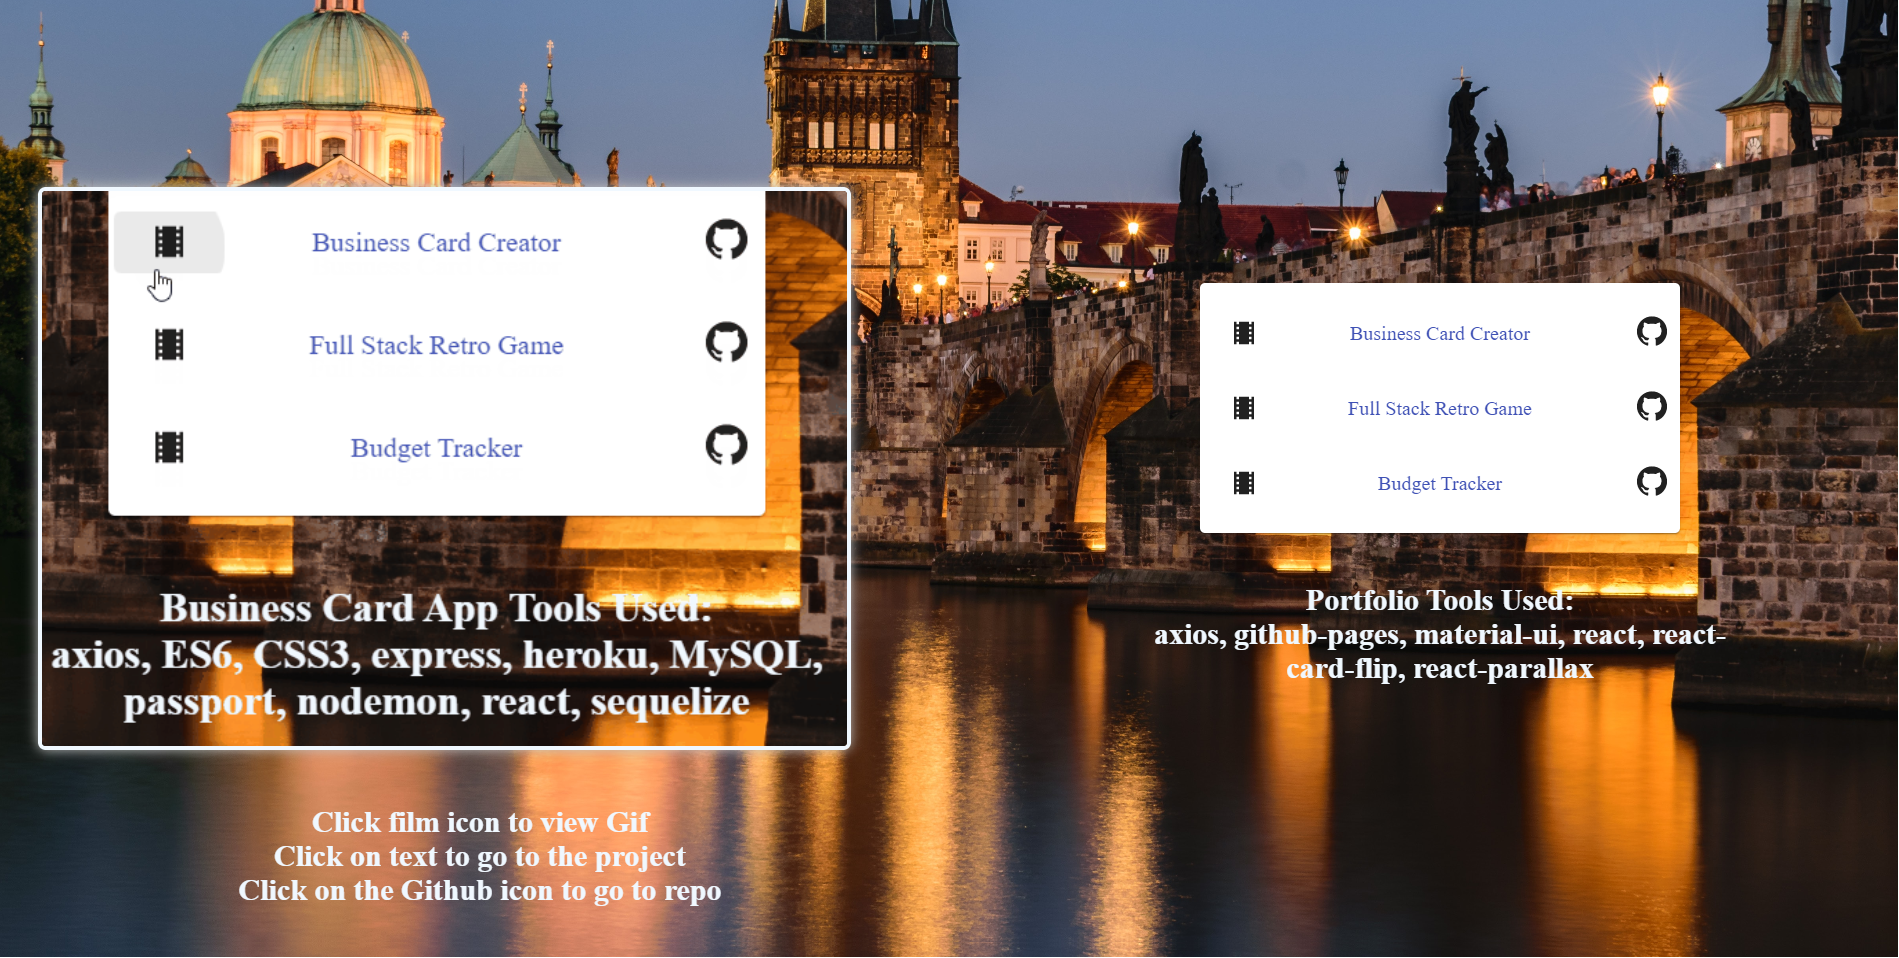 Business Card Creator
Full Stack Retro Game
Budget Tracker
Business Card App Tools Used:
axios, ES6, CSS3, express, heroku, MySQL,
passport, nodemon, react, sequelize
Click film icon to view Gif
Click on text to go to the project
Click on the Github icon to go to repo
Business Card Creator
Full Stack Retro Game
Budget Tracker
Portfolio Tools Used:
axios, github-pages, material-ui, react, react-
card-flip, react-parallax